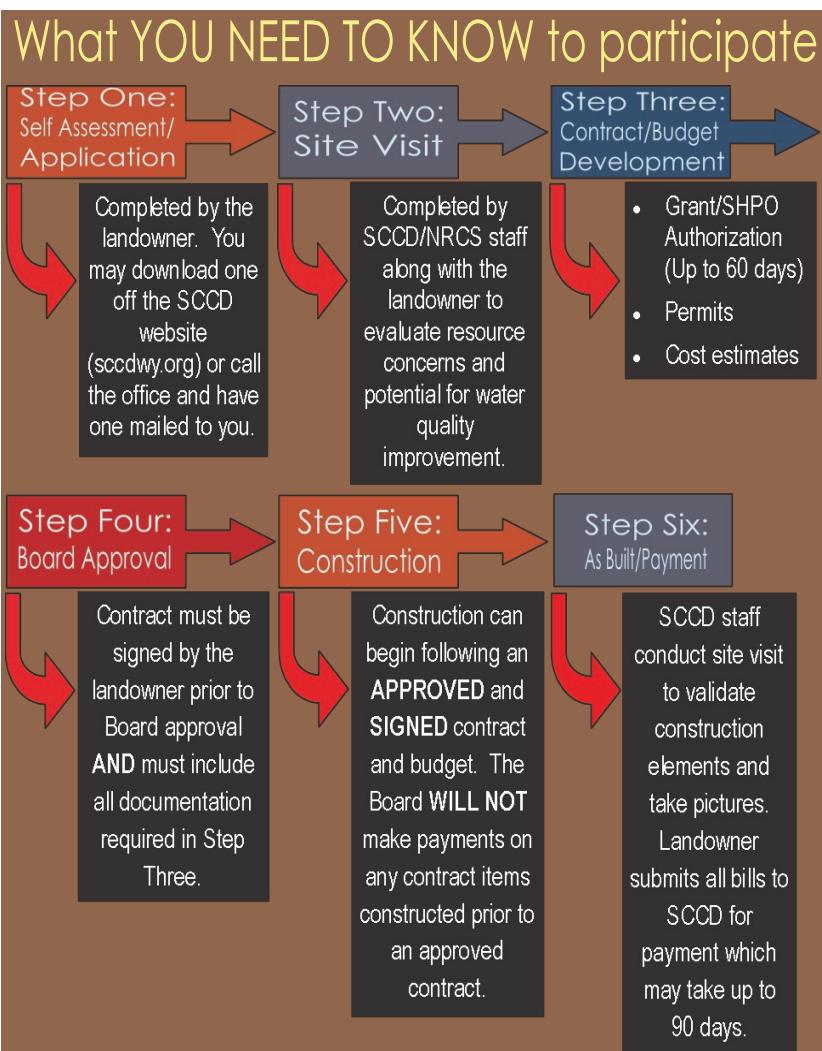 What YOU NEED TO KNOW to participate
Step One:
Self Assessment/
Application
Completed by the
landowner. You
may download one
off the SCCD
website
(sccdwy.org) or call
the office and have
one mailed to you.
Step Two:
Site Visit
Completed by
SCCD/NRCS staff
along with the
landowner to
evaluate resource
concerns and
potential for water
quality
improvement.
Step Three:
Contract/Budget
Development
• Grant/SHPO
Authorization
(Up to 60 days)
• Permits
• Cost estimates
Step Four:
Board Approval
Contract must be
signed by the
landowner prior to
Board approval
AND must include
all documentation
required in Step
Three.
Step Five:
Construction
Construction can
begin following an
APPROVED and
SIGNED contract
and budget. The
Board WILL NOT
make payments on
any contract items
constructed prior to
an approved
contract.
Step Six:
As Built/Payment
SCCD staff
conduct site visit
to validate
construction
elements and
take pictures.
Landowner
submits all bills to
SCCD for
payment which
may take up to
90 days.